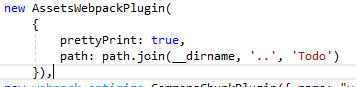 new AssetsWebpackPlugin(
{
prettyPrint: true,
path: path.join(__dirname, '..', 'Todo')
}),